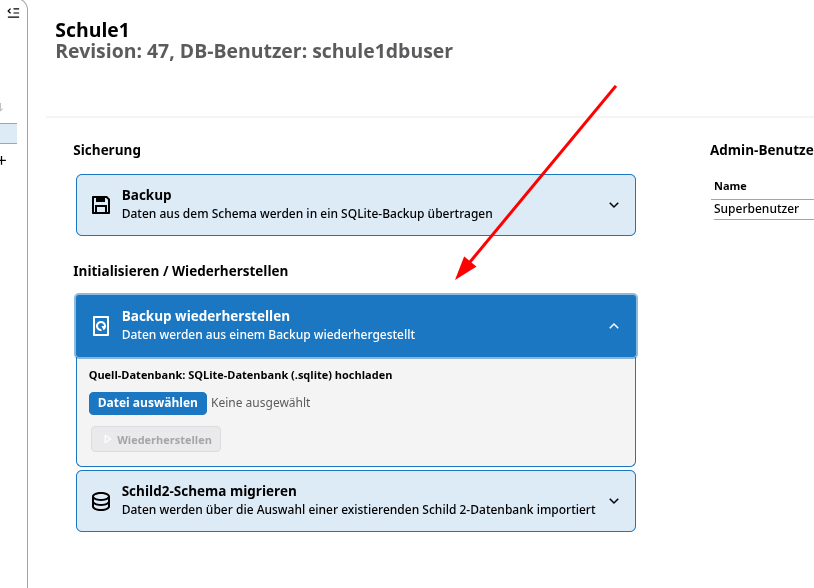 Schule1
Revision: 47, DB-Benutzer: schule1dbuser
Sicherung
Backup
Daten aus dem Schema werden in ein SQLite-Backup übertragen
Initialisieren / Wiederherstellen
Backup wiederherstellen
Daten werden aus einem Backup wiederhergestellt
Quell-Datenbank: SQLite-Datenbank (.sqlite) hochladen
Datei auswählen Keine ausgewählt
Wiederherstellen
Schild2-Schema migrieren
Daten werden über die Auswahl einer existierenden Schild 2-Datenbank importiert
Admin-Benutze
Name
Superbenutzer